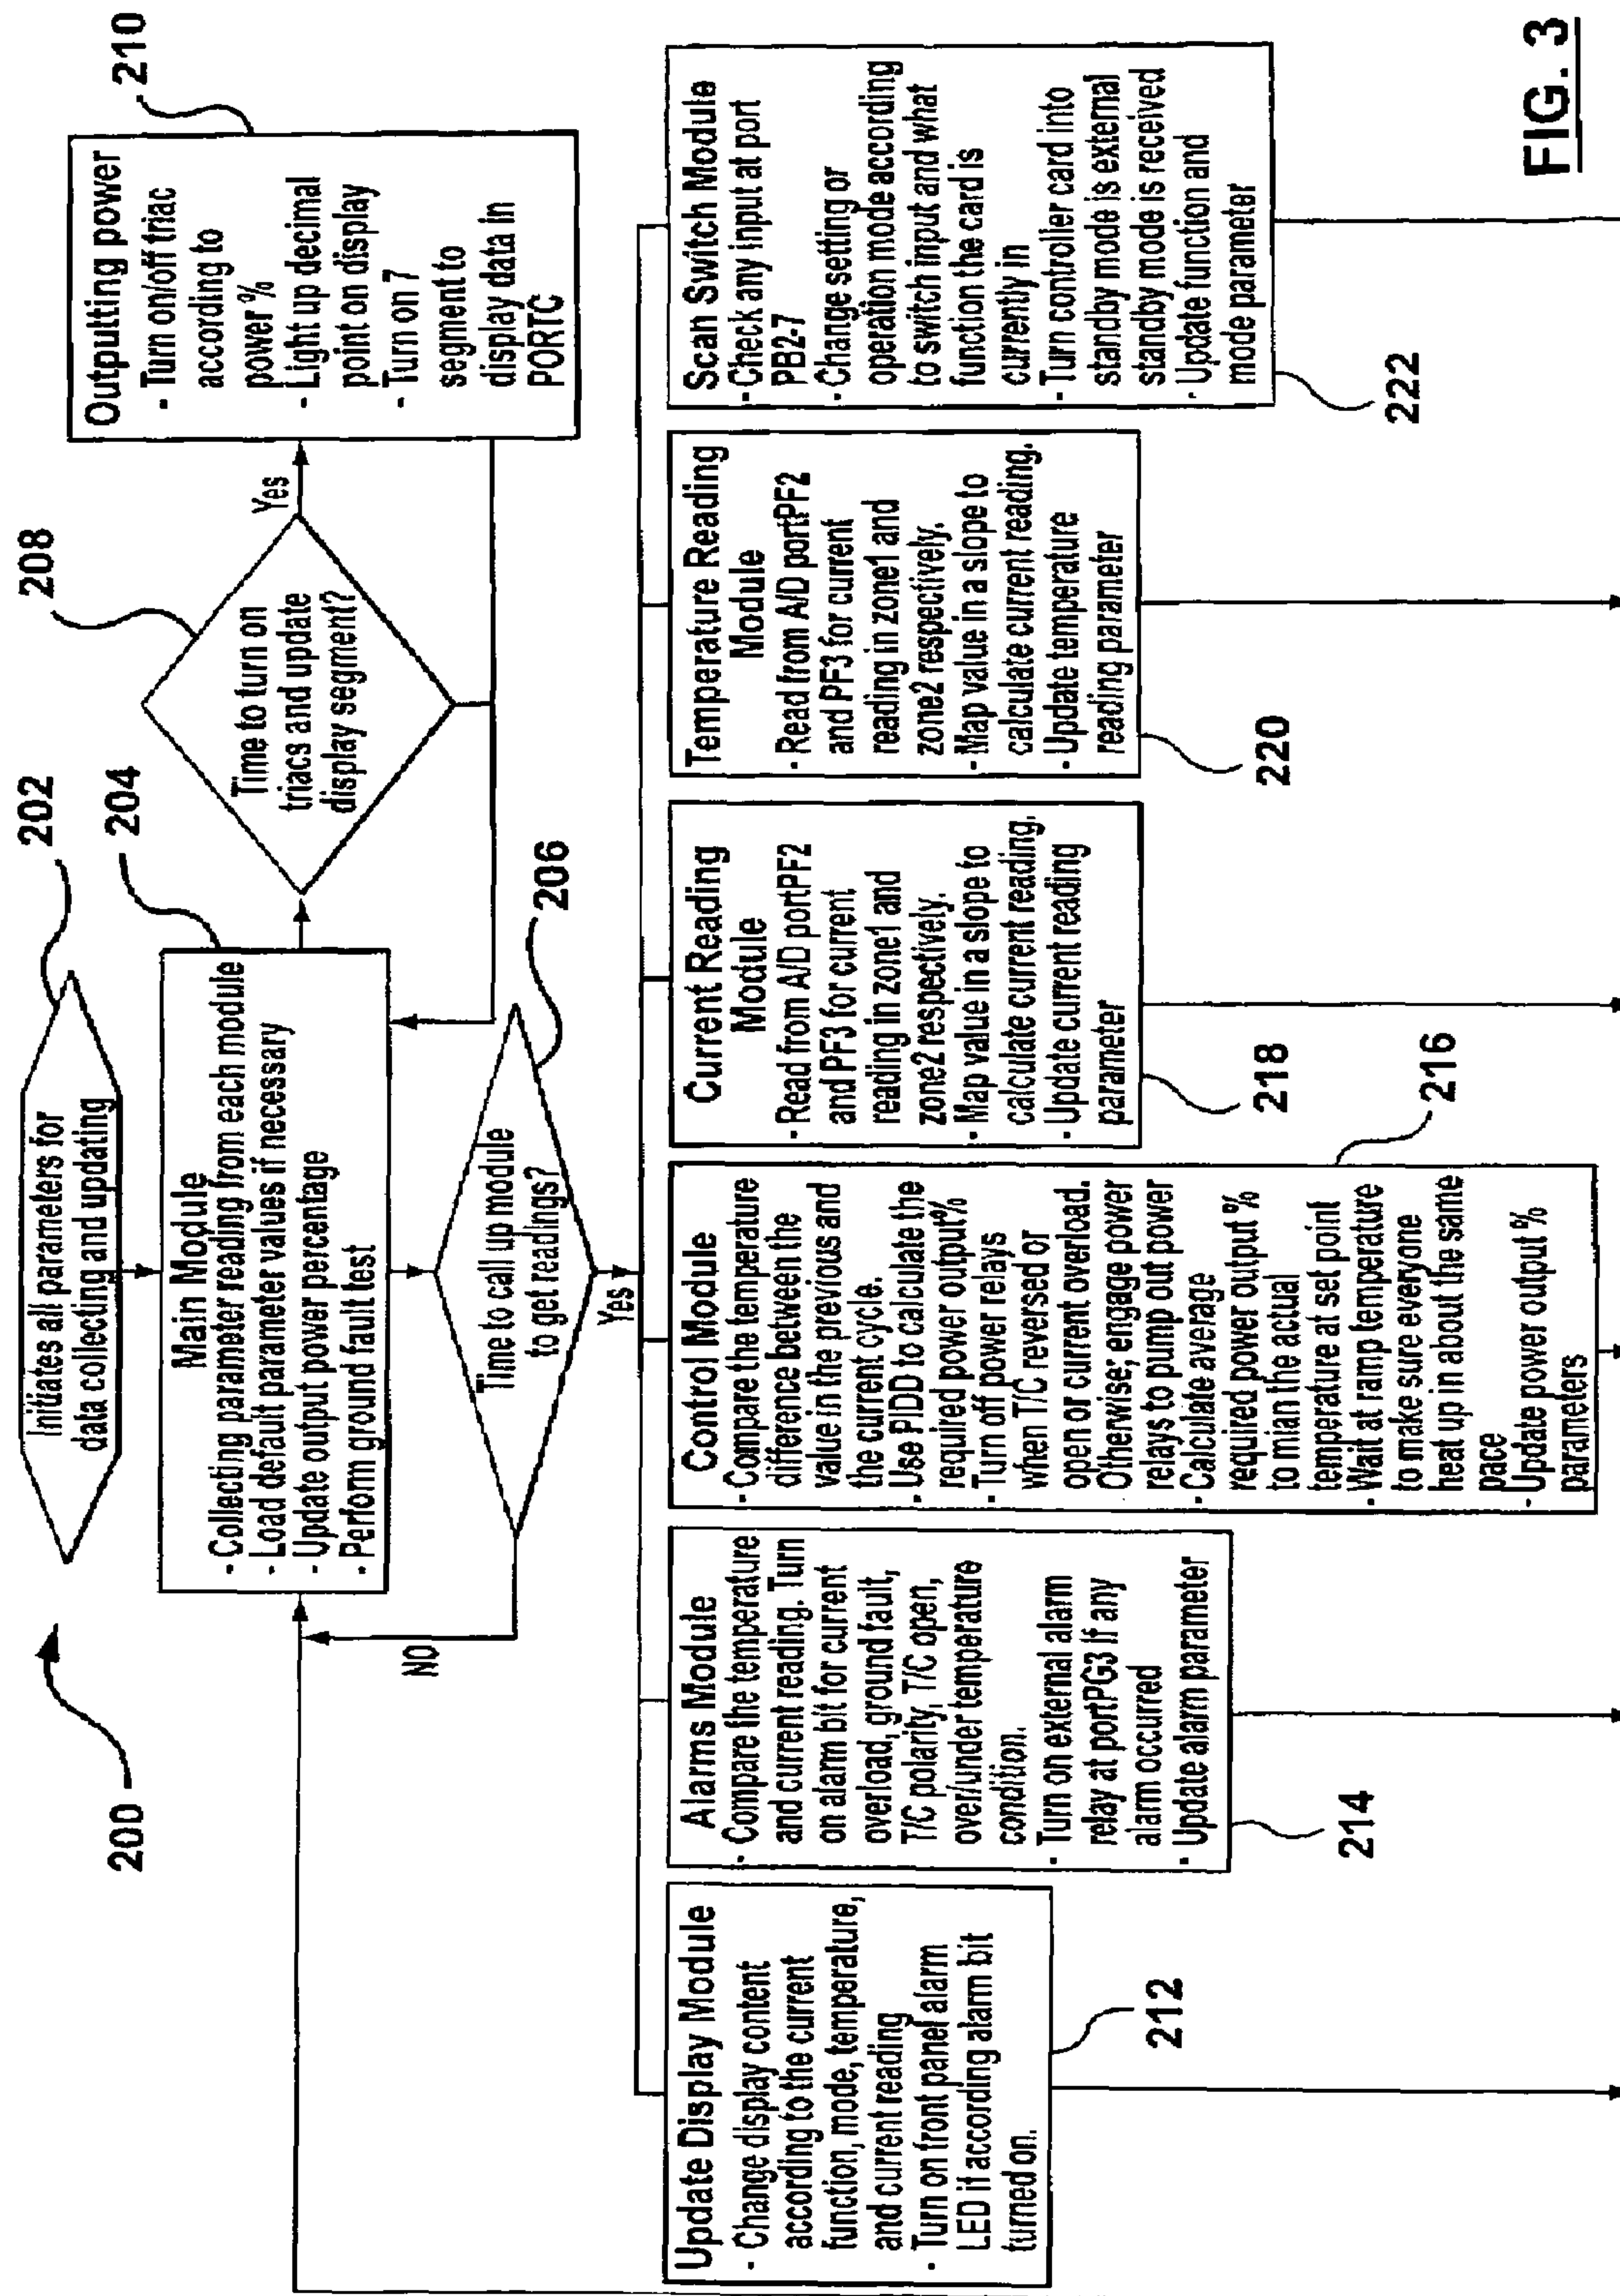 200
202
Initiates all parameters for
data collecting and updating
204
Main Module
- Collecting parameter reading from each module
- Load default parameter values if necessary
- Update output power percentage
- Perform ground fault test
208
Time to turn on
triacs and update
display segment?
Yes
210
Outputting power
- Turn on/off triac
according to
power %
- Light up decimal
point on display
- Turn on 7
segment to
display data in
PORTC
206
Time to call up module
to get readings?
NO
Yes
Update Display Module
- Change display content
according to the current
function, mode, temperature,
and current reading
- Turn on front panel alarm
LED if according alarm bit
turned on.
212
Alarms Module
- Compare the temperature
and current reading. Turn
on alarm bit for current
overload, ground fault,
T/C polarity, T/C open,
over/under temperature
condition.
- Turn on external alarm
relay at portPG3 if any
alarm occurred
- Update alarm parameter
214
Control Module
- Compare the temperature
difference between the
value in the previous and
the current cycle.
- Use PIDD to calculate the
required power output%
- Turn off power relays
when T/C reversed or
open or current overload.
Otherwise; engage power
relays to pump out power
- Calculate average
required power output %
to mian the actual
temperature at set point
- Wait at ramp temperature
to make sure everyone
heat up in about the same
pace
- Update power output %
parameters
216
Current Reading
Module
- Read from A/D portPF2
and PF3 for current
reading in zone1 and
zone2 respectively.
- Map value in a slope to
calculate current reading.
- Update current reading
parameter
218
Temperature Reading
Module
- Read from A/D portPF2
and PF3 for current
reading in zone1 and
zone2 respectively.
- Map value in a slope to
calculate current reading.
- Update temperature
reading parameter
220
Scan Switch Module
- Check any input at port
PB2-7
- Change setting or
operation mode according
to switch input and what
function the card is
currently in
- Turn controller card into
standby mode is external
standby mode is received
- Update function and
mode parameter
222
FIG. 3